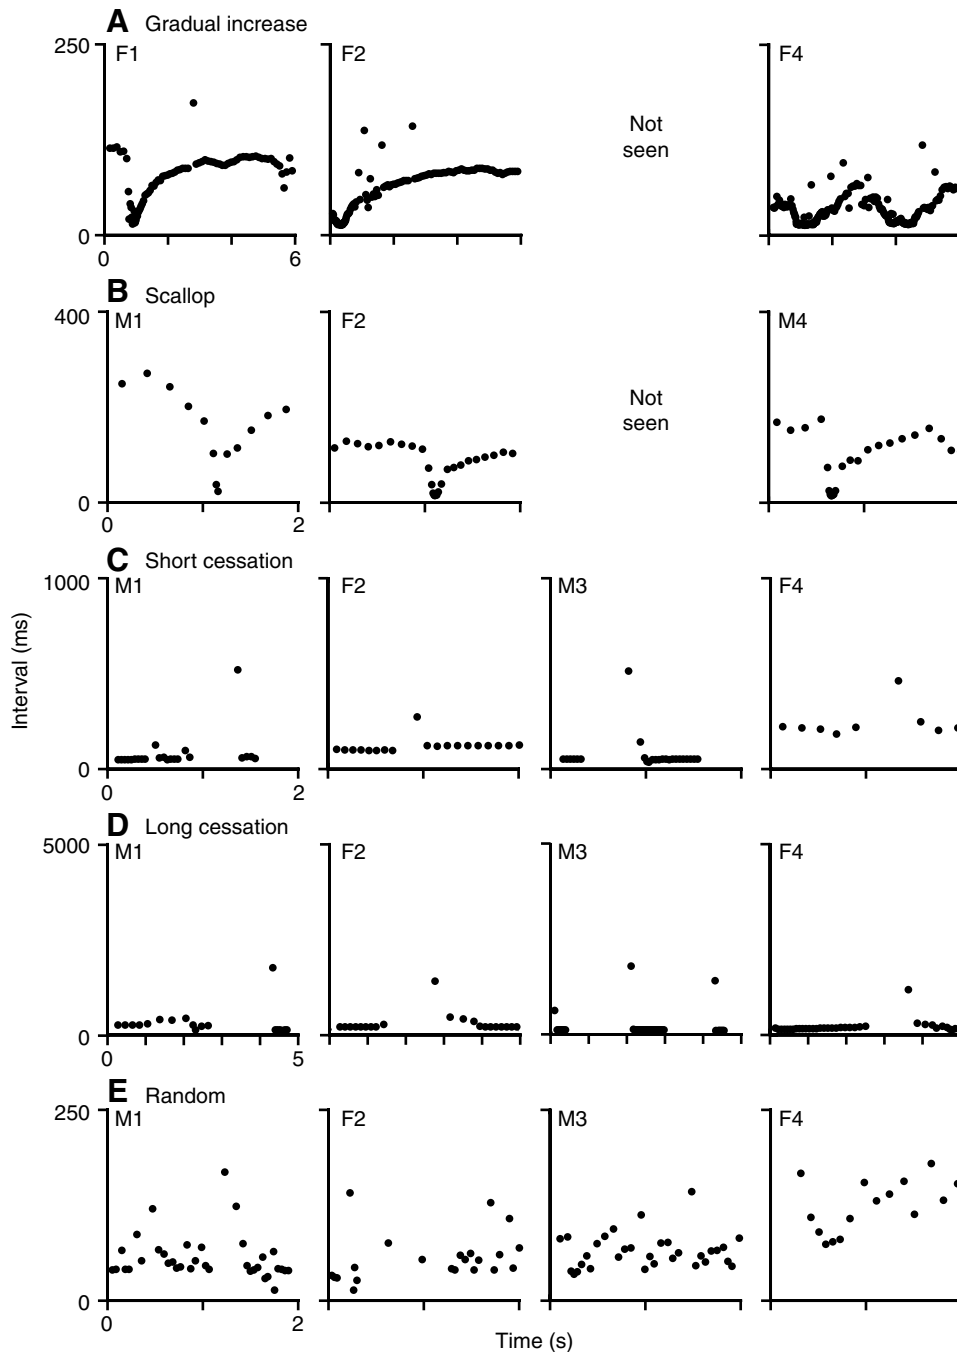 A Gradual increase
250
F1
F2
F4
Not
seen
0
0
6
B Scallop
400
M1
F2
M4
Not
seen
0
0
2
C Short cessation
1000
M1
F2
M3
F4
0
0
2
D Long cessation
5000
M1
F2
M3
F4
0
0
5
E Random
250
M1
F2
M3
F4
0
0
2
Interval (ms)
Time (s)